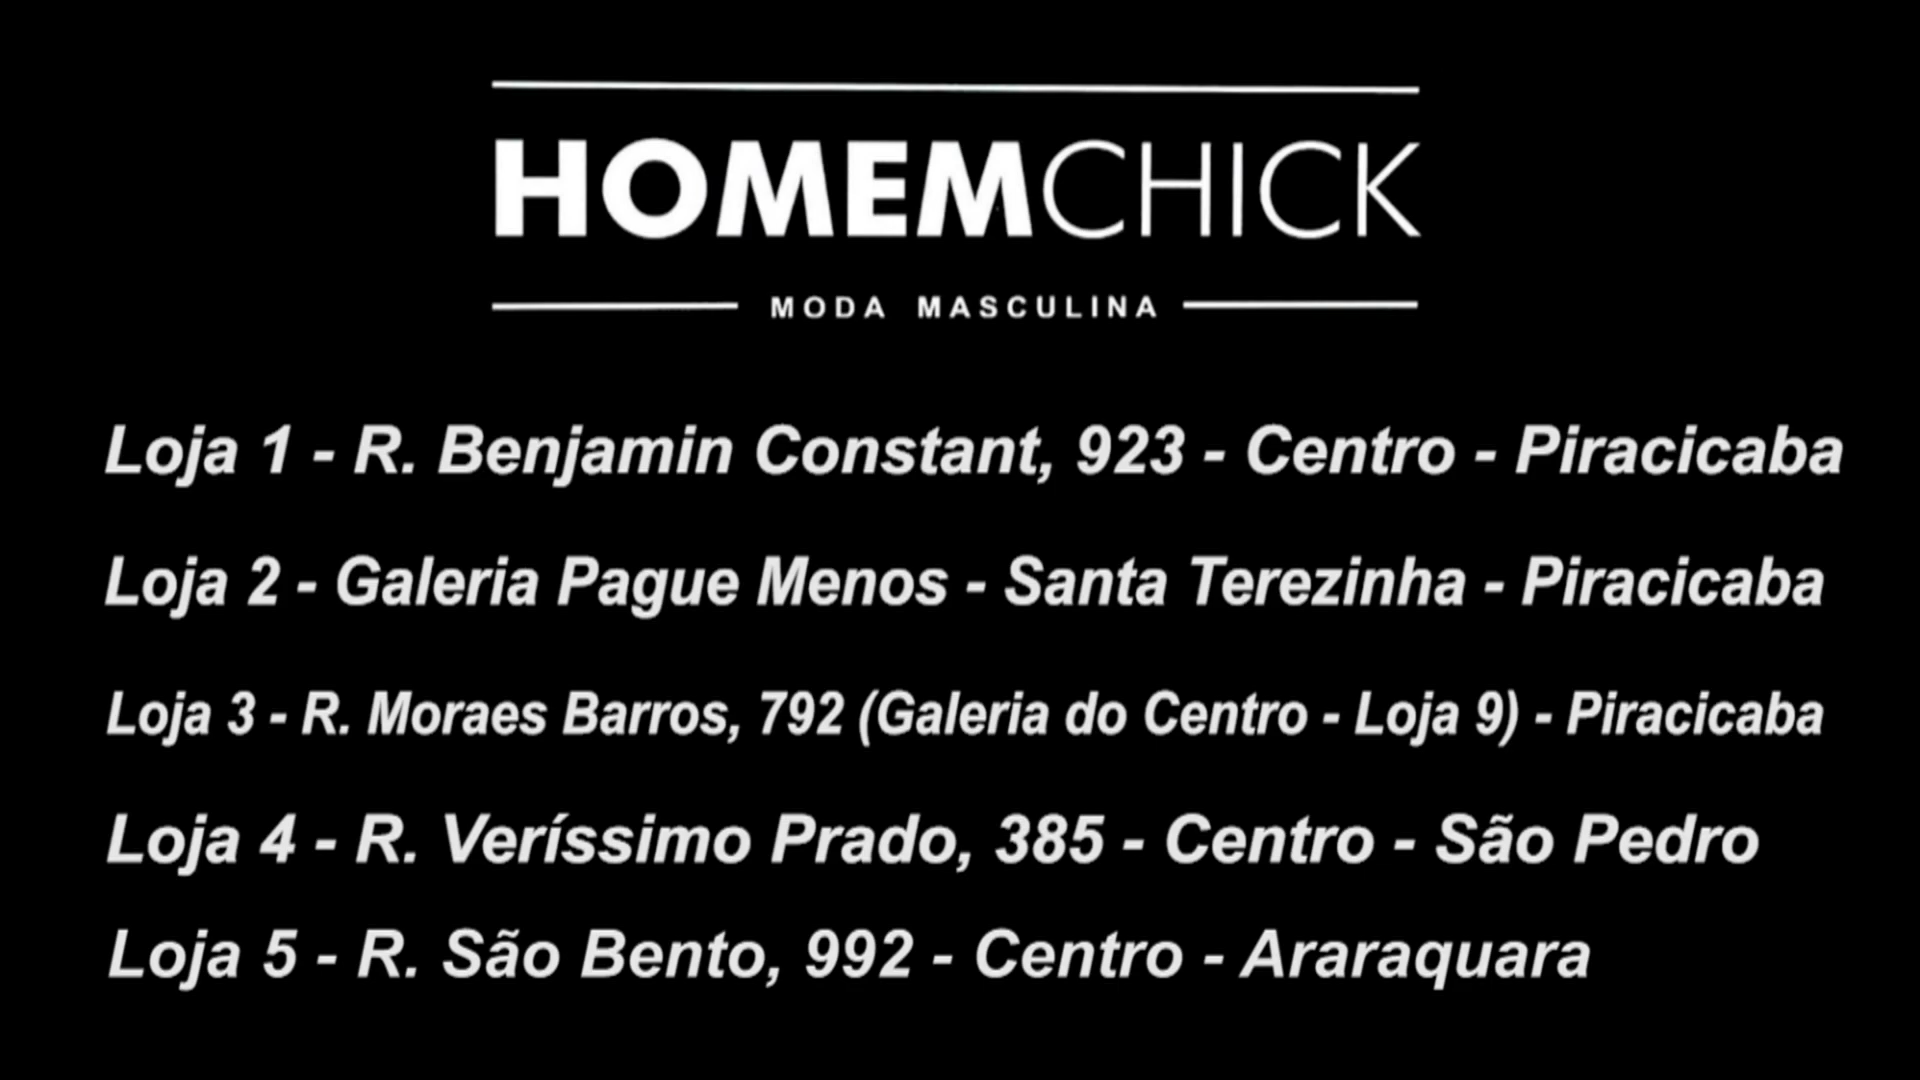 HOMEMCHICK
MODA MASCULINA
Loja 1 - R. Benjamin Constant, 923 - Centro - Piracicaba
Loja 2 - Galeria Pague Menos - Santa Terezinha - Piracicaba
Loja 3 - R. Moraes Barros, 792 (Galeria do Centro - Loja 9) - Piracicaba
Loja 4 - R. Veríssimo Prado, 385 - Centro - São Pedro
Loja 5 - R. São Bento, 992 - Centro - Araraquara